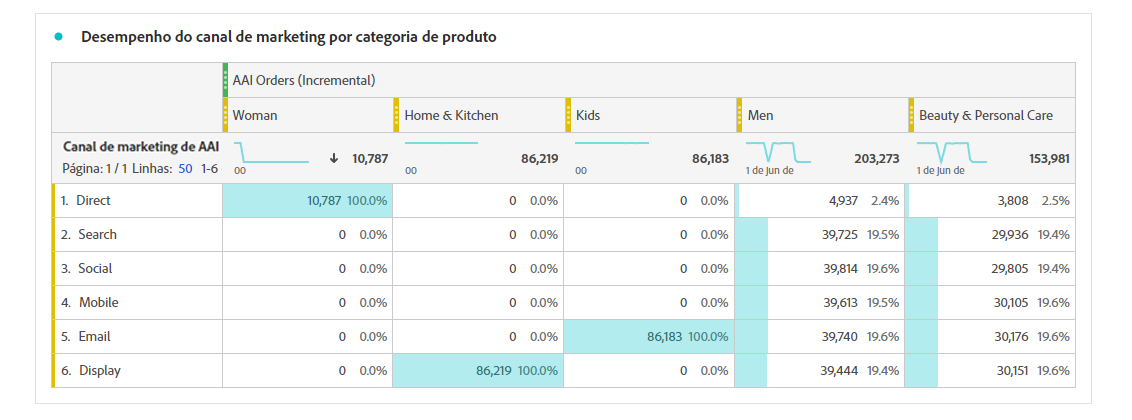 Desempenho do canal de marketing por categoria de produto
AAI Orders (Incremental)
Woman Home & Kitchen Kids Men Beauty & Personal Care
Canal de marketing de AAI
Página: 1 / 1 Linhas: 50 1-6
00 ↓ 10,787
00 86,219
00 86,183
1 de jun de 203,273
1 de jun de 153,981
1. Direct 10,787 100.0% 0 0.0% 0 0.0% 4,937 2.4% 3,808 2.5%
2. Search 0 0.0% 0 0.0% 0 0.0% 39,725 19.5% 29,936 19.4%
3. Social 0 0.0% 0 0.0% 0 0.0% 39,814 19.6% 29,805 19.4%
4. Mobile 0 0.0% 0 0.0% 0 0.0% 39,613 19.5% 30,105 19.6%
5. Email 0 0.0% 0 0.0% 86,183 100.0% 39,740 19.6% 30,176 19.6%
6. Display 0 0.0% 86,219 100.0% 0 0.0% 39,444 19.4% 30,151 19.6%